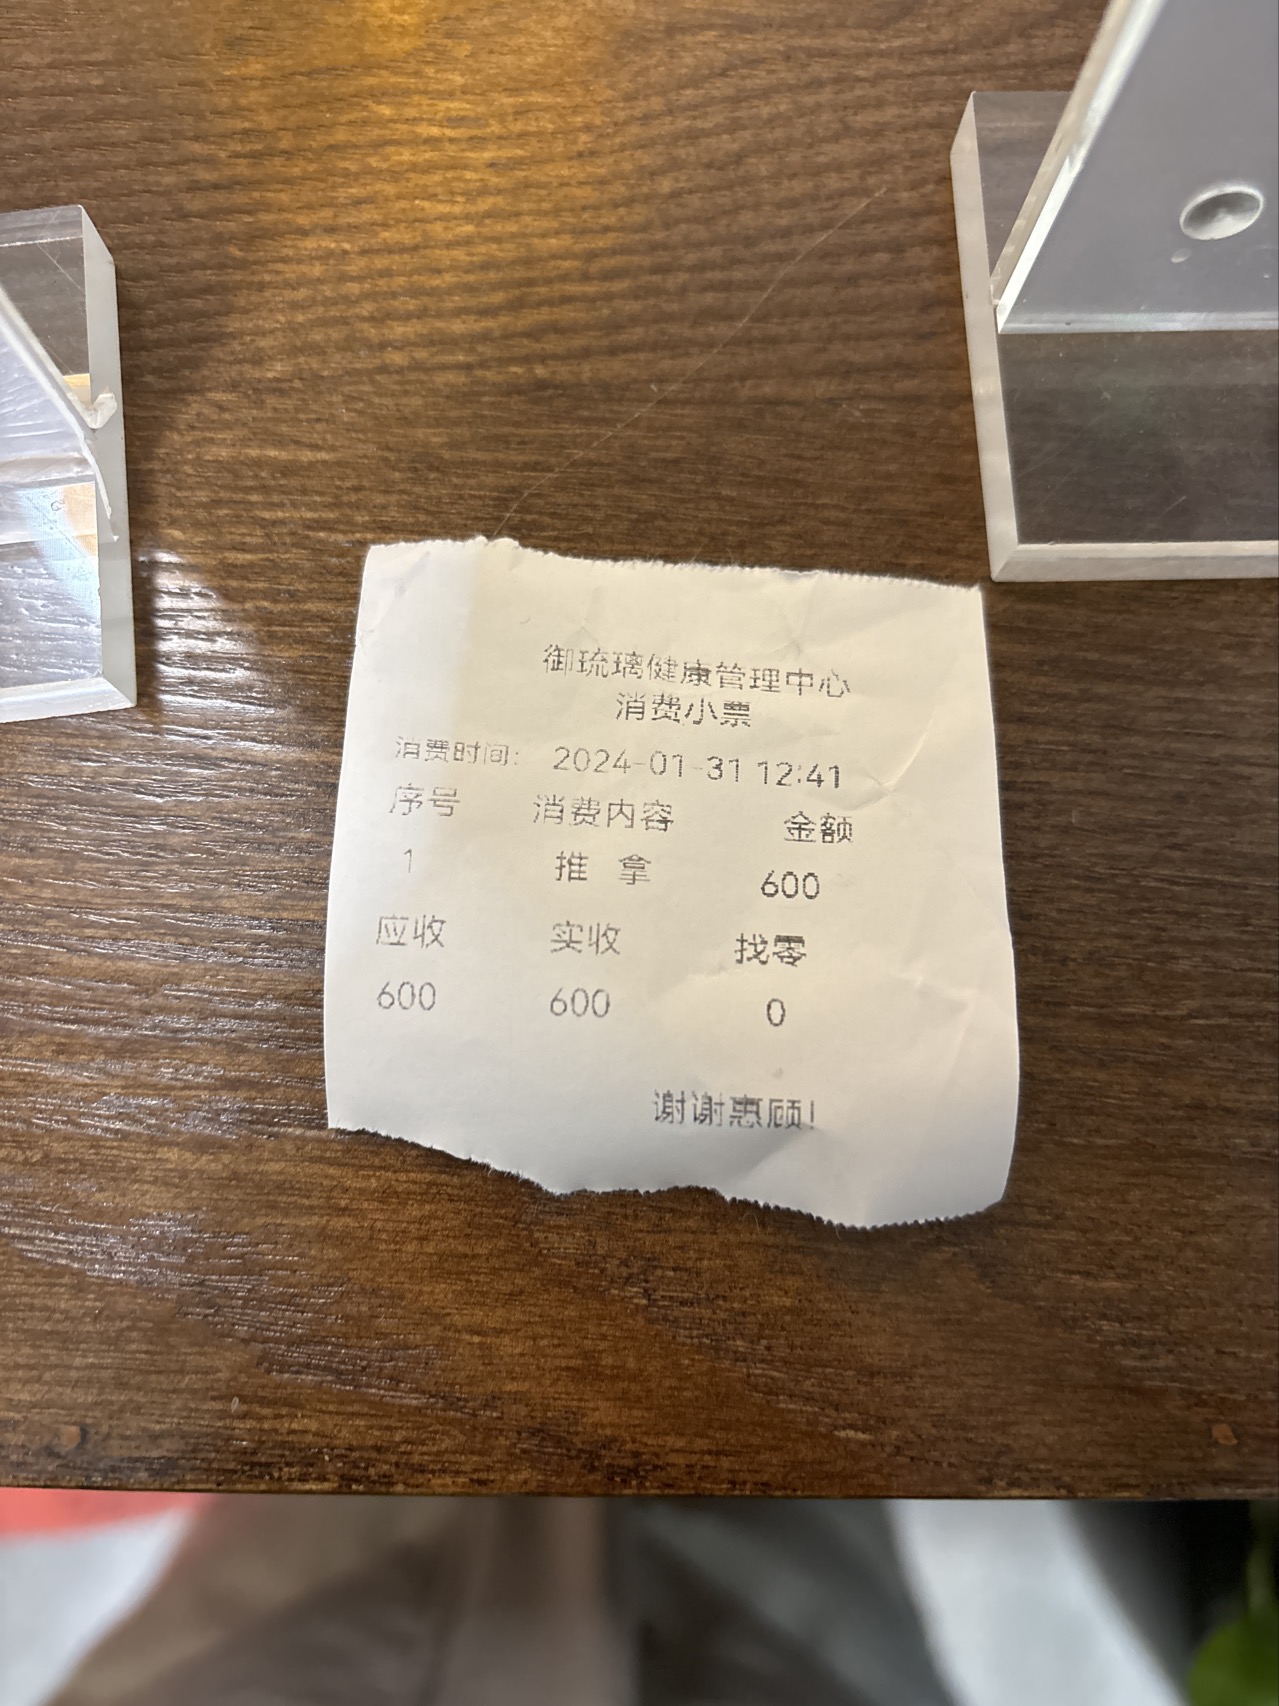 御琉璃健康管理中心
消费小票
消费时间： 2024-01-31 12:41
序号 消费内容 金额
1 推 拿 600
应收 实收 找零
600 600 0
谢谢惠顾！